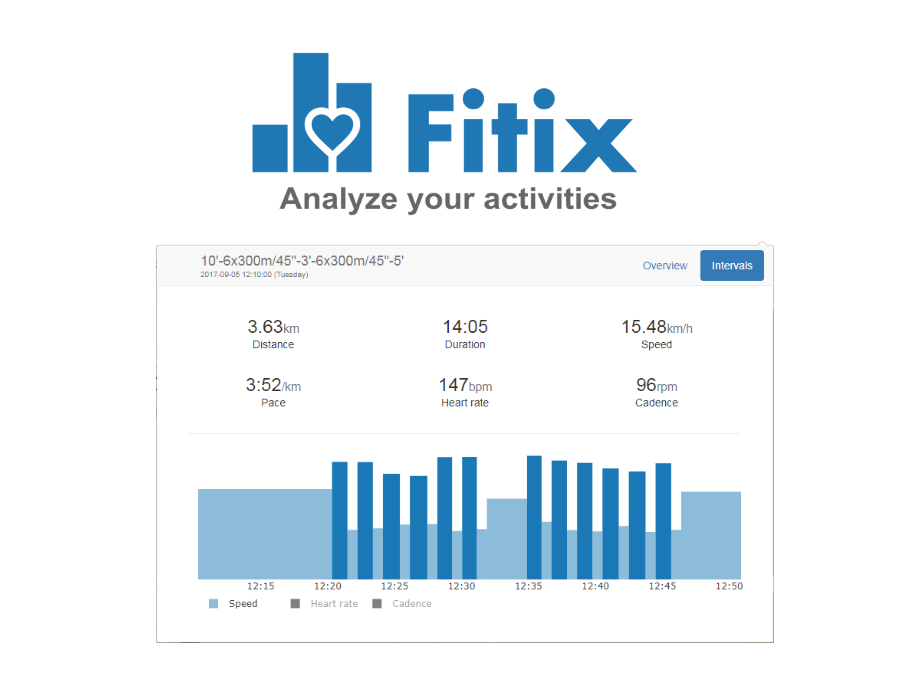 Fitix
Analyze your activities
10'-6x300m/45"-3'-6x300m/45"-5'
2017-09-05 12:10:00 (Tuesday)
Overview Intervals
3.63km 14:05 15.48km/h
Distance Duration Speed
3:52/km 147bpm 96rpm
Pace Heart rate Cadence
12:15 12:20 12:25 12:30 12:35 12:40 12:45 12:50
Speed Heart rate Cadence